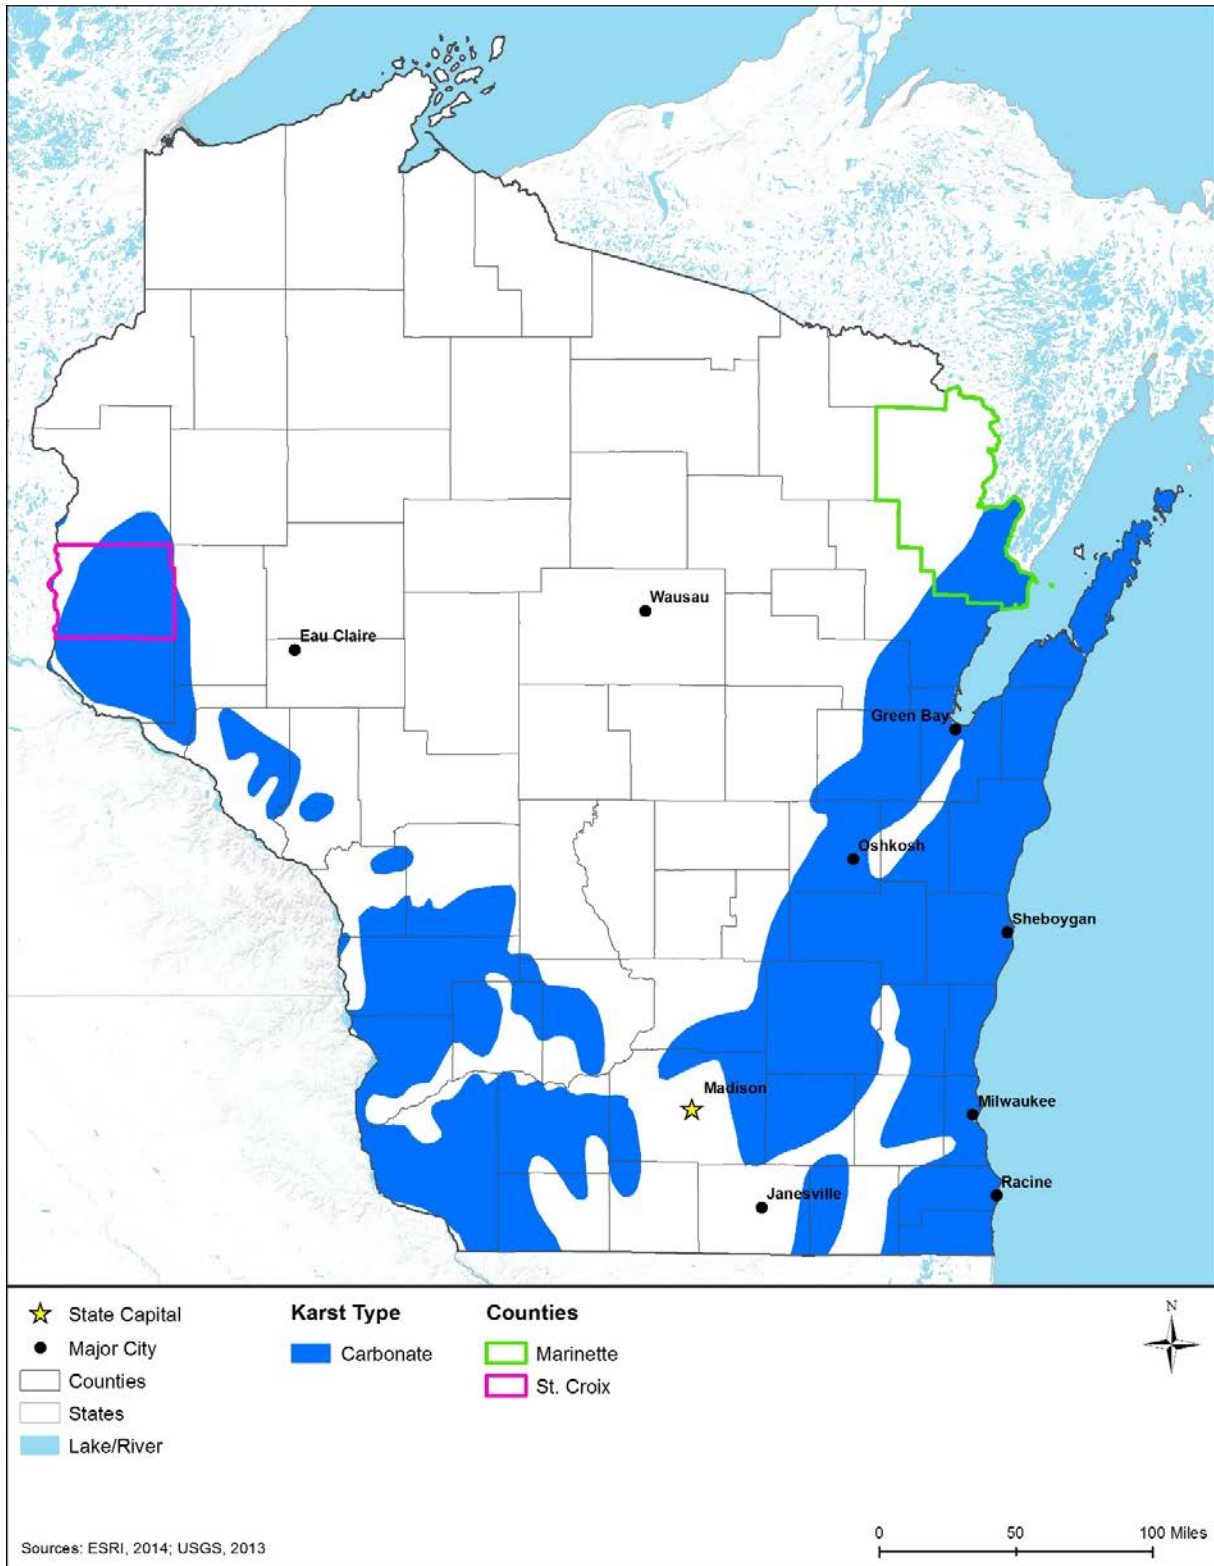 Wausau
Eau Claire
Green Bay
Oshkosh
Sheboygan
Madison
Milwaukee
Janesville
Racine
State Capital
Major City
Counties
States
Lake/River
Karst Type
Carbonate
Counties
Marinette
St. Croix
N
0 50 100 Miles
Sources: ESRI, 2014; USGS, 2013